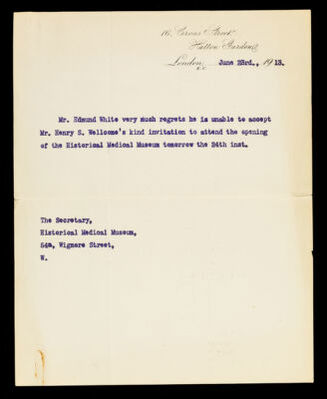 16, Cross Street
Hatton Garden
London, E.C. June 23rd., 1913.
Mr. Edmund White very much regrets he is unable to accept
Mr. Henry S. Wellcome's kind invitation to attend the opening
of the Historical Medical Museum tomorrow the 24th inst.
The Secretary,
Historical Medical Museum,
54a, Wigmore Street,
W.